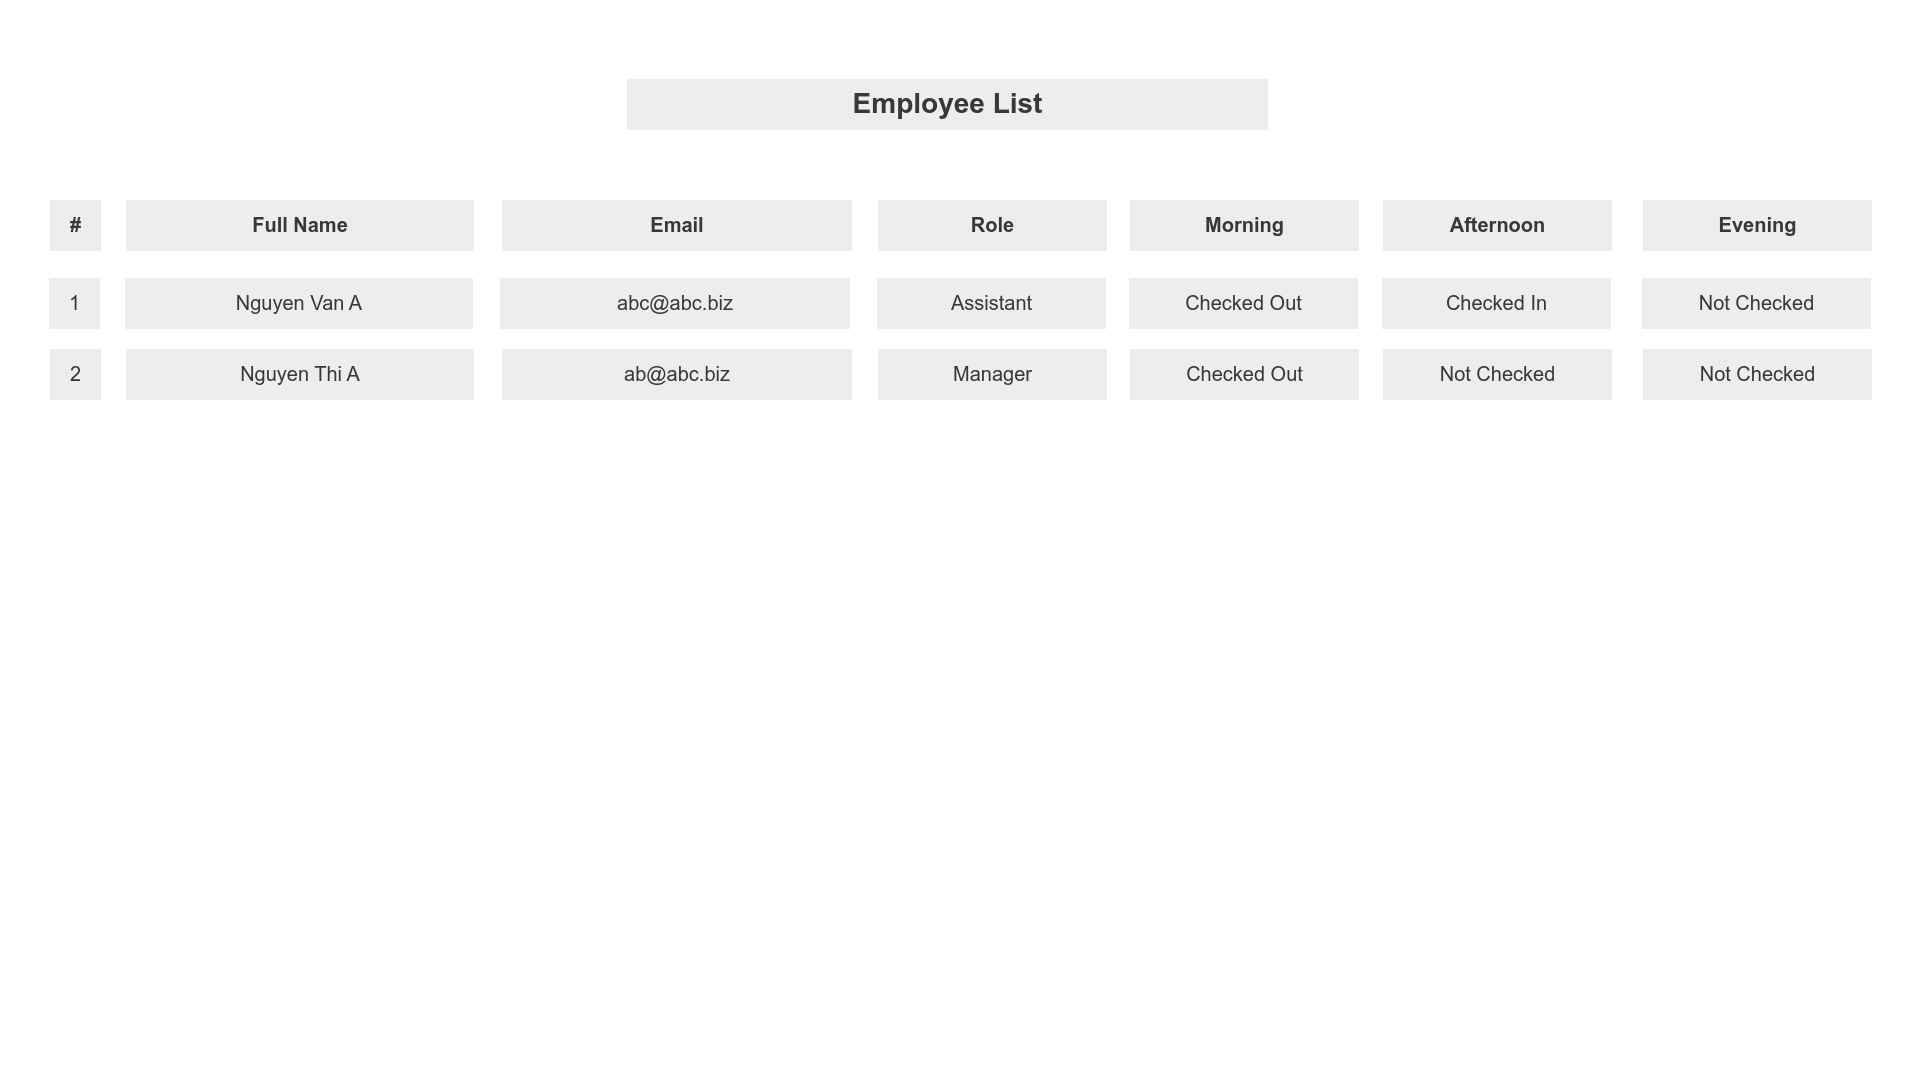 Employee List
# Full Name Email Role Morning Afternoon Evening
1 Nguyen Van A abc@abc.biz Assistant Checked Out Checked In Not Checked
2 Nguyen Thi A ab@abc.biz Manager Checked Out Not Checked Not Checked